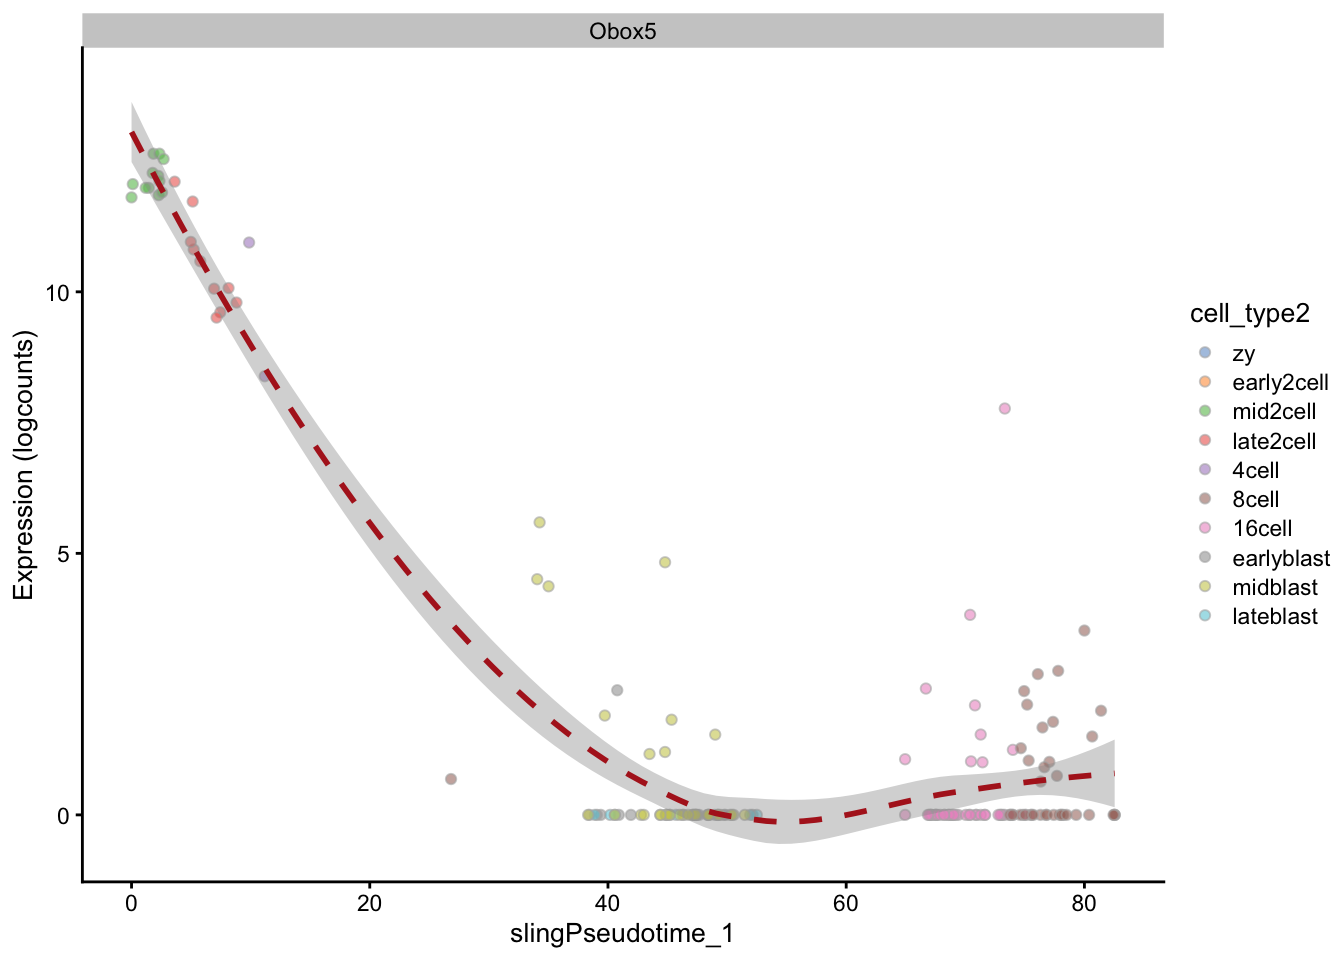 Obox5
Expression (logcounts)
10
5
0
0
20
40
60
80
slingPseudotime_1
cell_type2
zy
early2cell
mid2cell
late2cell
4cell
8cell
16cell
earlyblast
midblast
lateblast